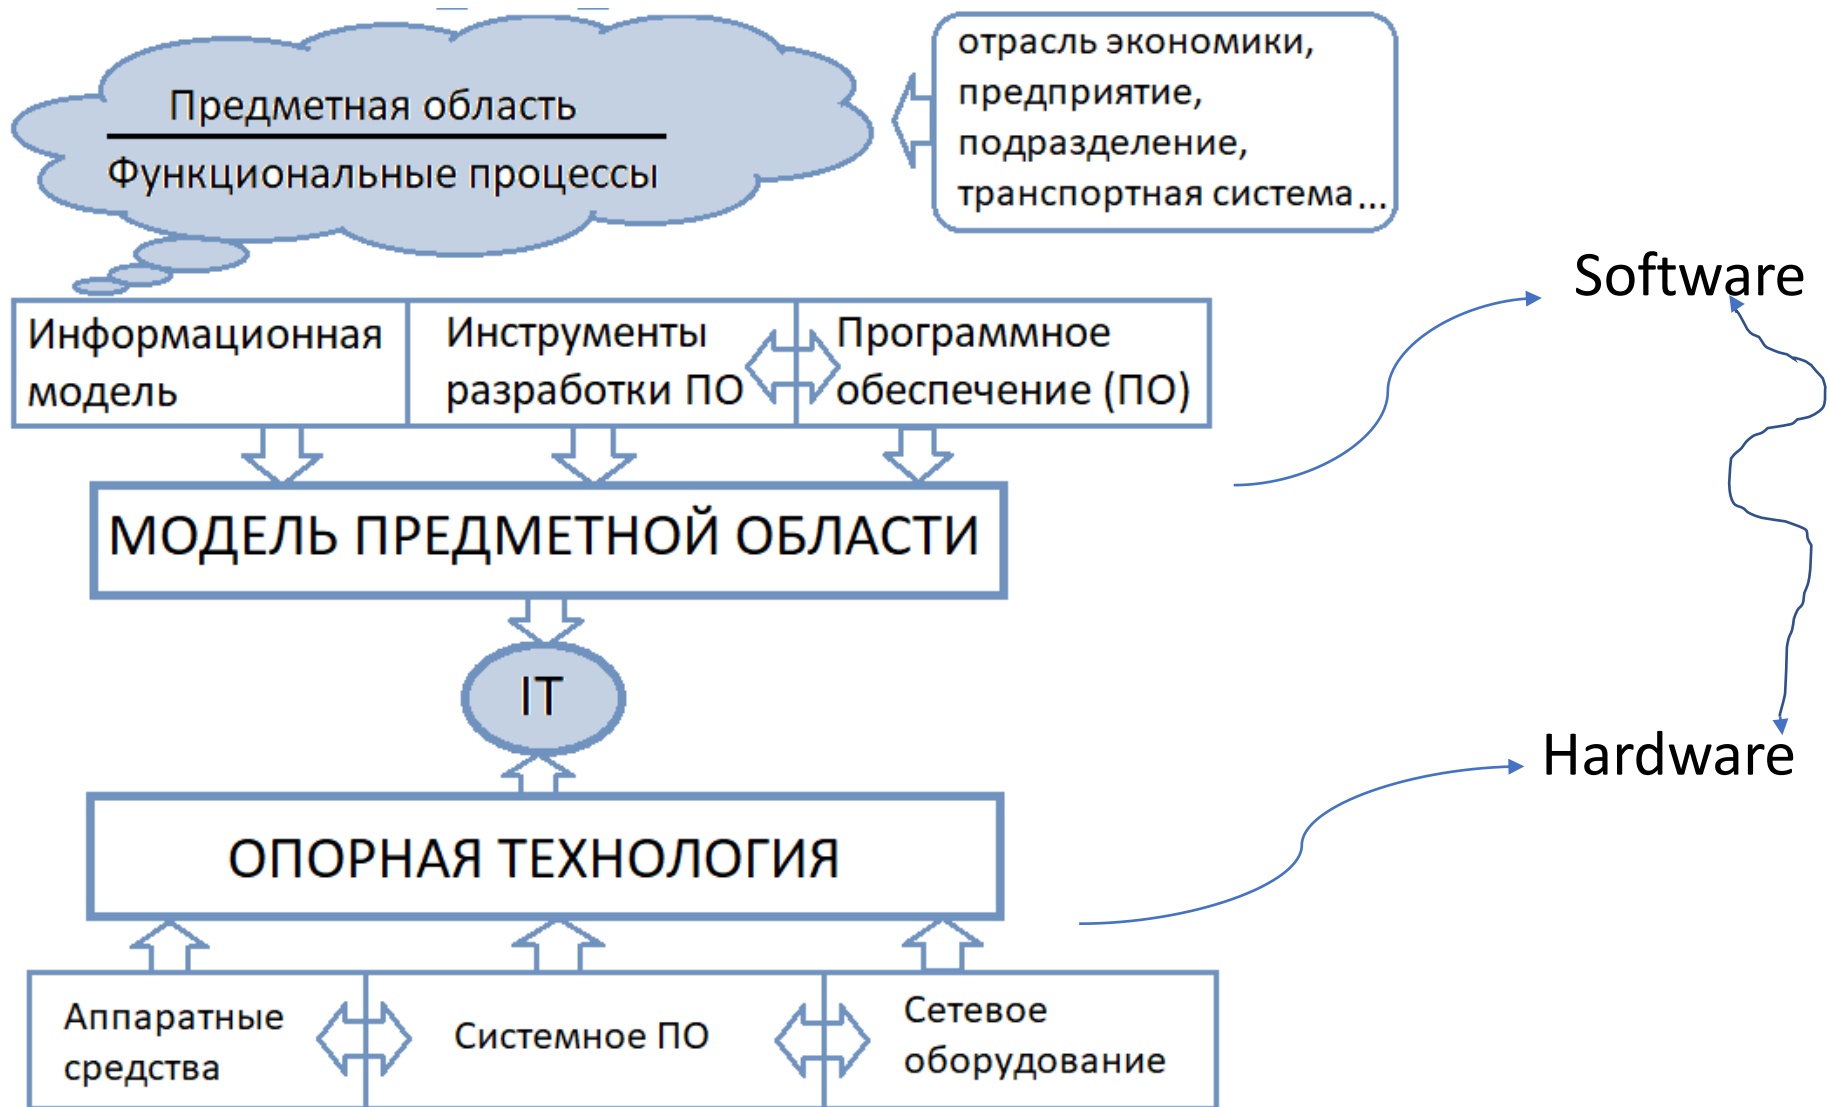 Предметная область
Функциональные процессы
отрасль экономики,
предприятие,
подразделение,
транспортная система...
Software
Информационная
модель
Инструменты
разработки ПО
Программное
обеспечение (ПО)
МОДЕЛЬ ПРЕДМЕТНОЙ ОБЛАСТИ
IT
Hardware
ОПОРНАЯ ТЕХНОЛОГИЯ
Аппаратные
средства
Системное ПО
Сетевое
оборудование